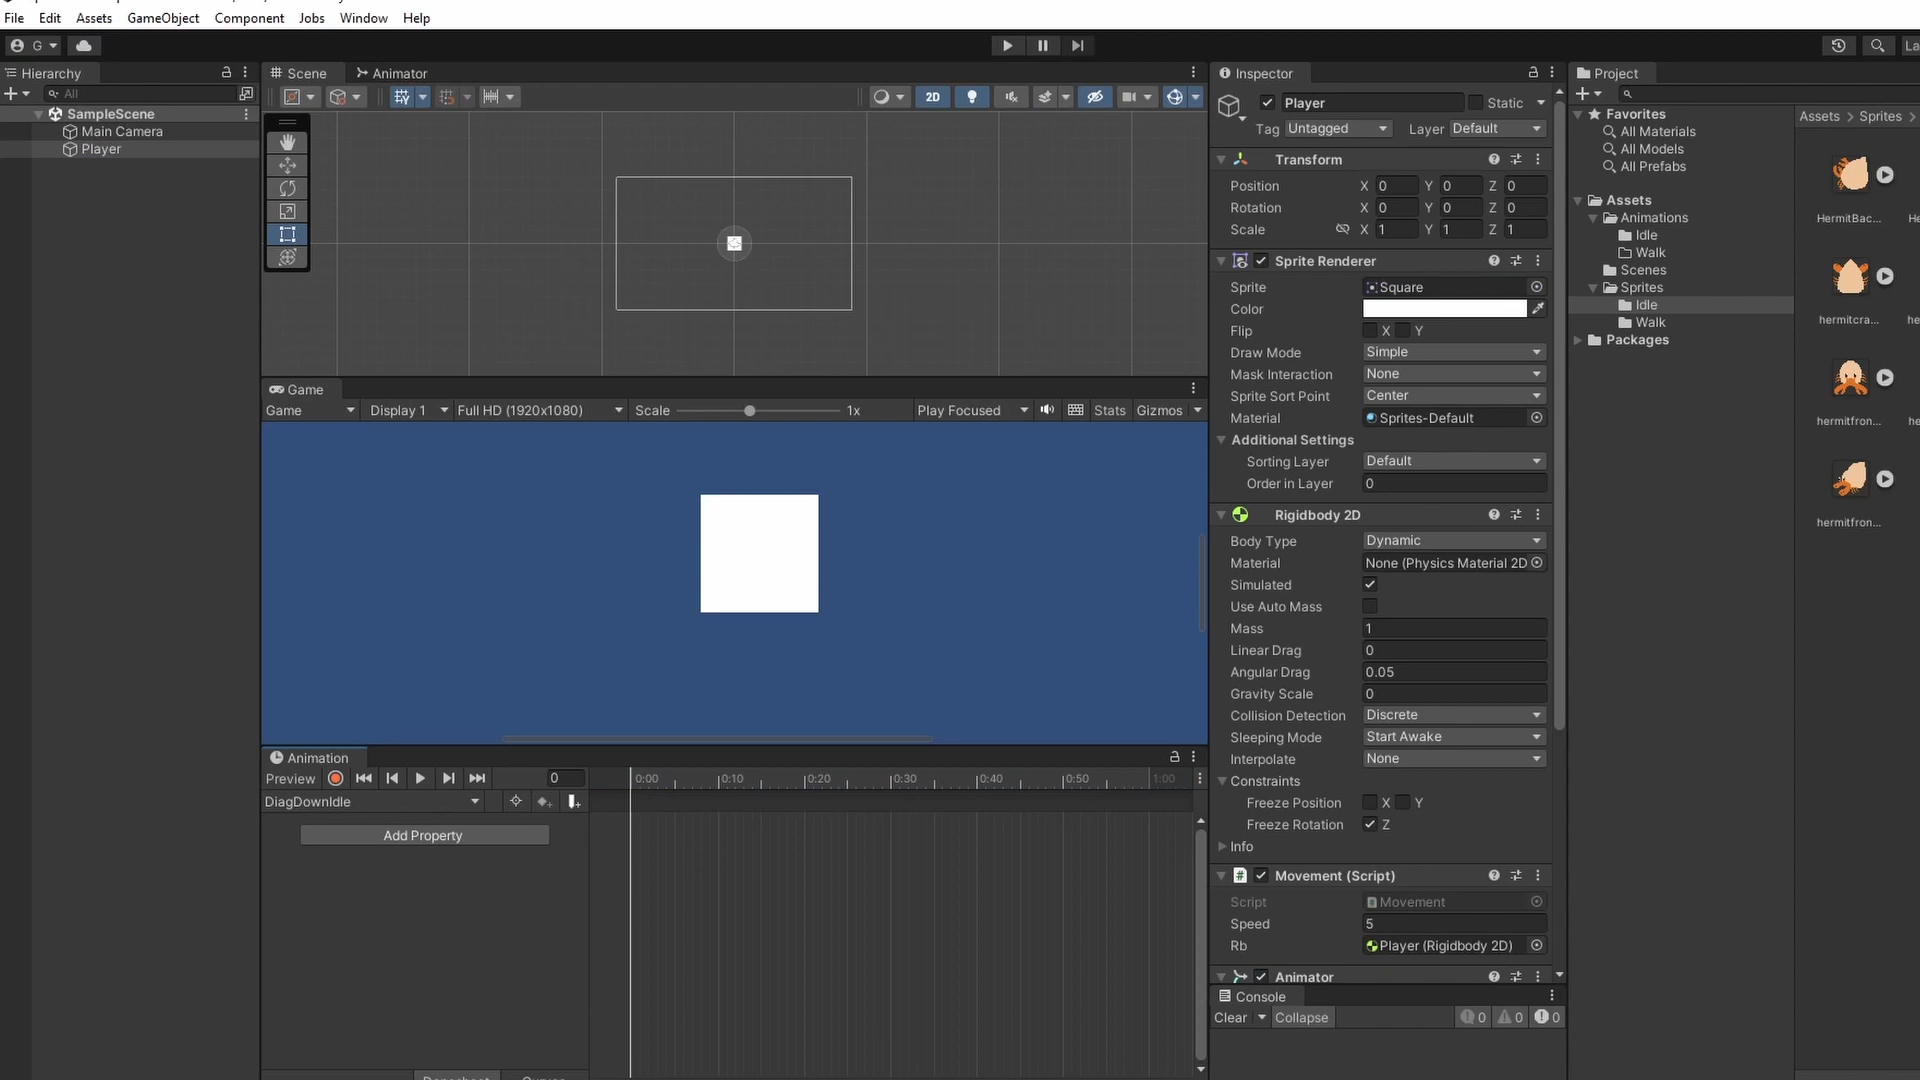 File Edit Assets GameObject Component Jobs Window Help
G
La
Hierarchy
All
SampleScene
Main Camera
Player
Scene Animator
2D
Game
Game Display 1 Full HD (1920x1080) Scale 1x Play Focused Stats Gizmos
Animation
Preview 0 0:00 0:10 0:20 0:30 0:40 0:50 1:00
DiagDownIdle
Add Property
Inspector
Player Static
Tag Untagged Layer Default
Transform
Position X 0 Y 0 Z 0
Rotation X 0 Y 0 Z 0
Scale X 1 Y 1 Z 1
Sprite Renderer
Sprite Square
Color
Flip X Y
Draw Mode Simple
Mask Interaction None
Sprite Sort Point Center
Material Sprites-Default
Additional Settings
Sorting Layer Default
Order in Layer 0
Rigidbody 2D
Body Type Dynamic
Material None (Physics Material 2D
Simulated
Use Auto Mass
Mass 1
Linear Drag 0
Angular Drag 0.05
Gravity Scale 0
Collision Detection Discrete
Sleeping Mode Start Awake
Interpolate None
Constraints
Freeze Position X Y
Freeze Rotation Z
Info
# Movement (Script)
Script Movement
Speed 5
Rb Player (Rigidbody 2D)
Animator
Console
Clear Collapse 0 0 0
Project
Favorites
All Materials
All Models
All Prefabs
Assets
Animations
Idle
Walk
Scenes
Sprites
Idle
Walk
Packages
Assets > Sprites >
HermitBac... He
hermitcra... he
hermitfron... he
hermitfron...